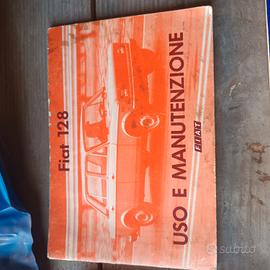 Fiat 128
USO E MANUTENZIONE
FIAT
subito